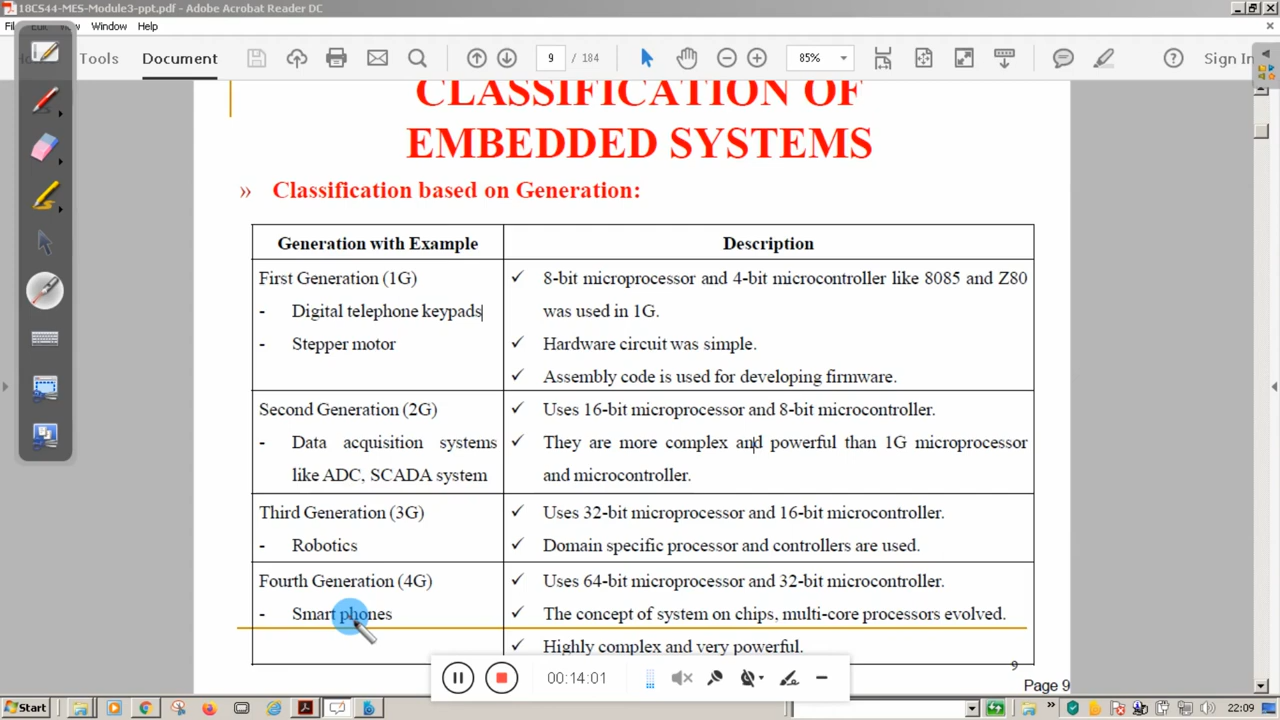 18CS44-MES-Module3-ppt.pdf - Adobe Acrobat Reader DC
Window Help
Tools Document 9 / 184 85% Sign In
CLASSIFICATION OF
EMBEDDED SYSTEMS
» Classification based on Generation:
Generation with Example Description
First Generation (1G)
- Digital telephone keypads
- Stepper motor
✓ 8-bit microprocessor and 4-bit microcontroller like 8085 and Z80
was used in 1G.
✓ Hardware circuit was simple.
✓ Assembly code is used for developing firmware.
Second Generation (2G)
- Data acquisition systems
like ADC, SCADA system
✓ Uses 16-bit microprocessor and 8-bit microcontroller.
✓ They are more complex and powerful than 1G microprocessor
and microcontroller.
Third Generation (3G)
- Robotics
✓ Uses 32-bit microprocessor and 16-bit microcontroller.
✓ Domain specific processor and controllers are used.
Fourth Generation (4G)
- Smart phones
✓ Uses 64-bit microprocessor and 32-bit microcontroller.
✓ The concept of system on chips, multi-core processors evolved.
✓ Highly complex and very powerful.
9
Page 9
00:14:01
Start
22:09